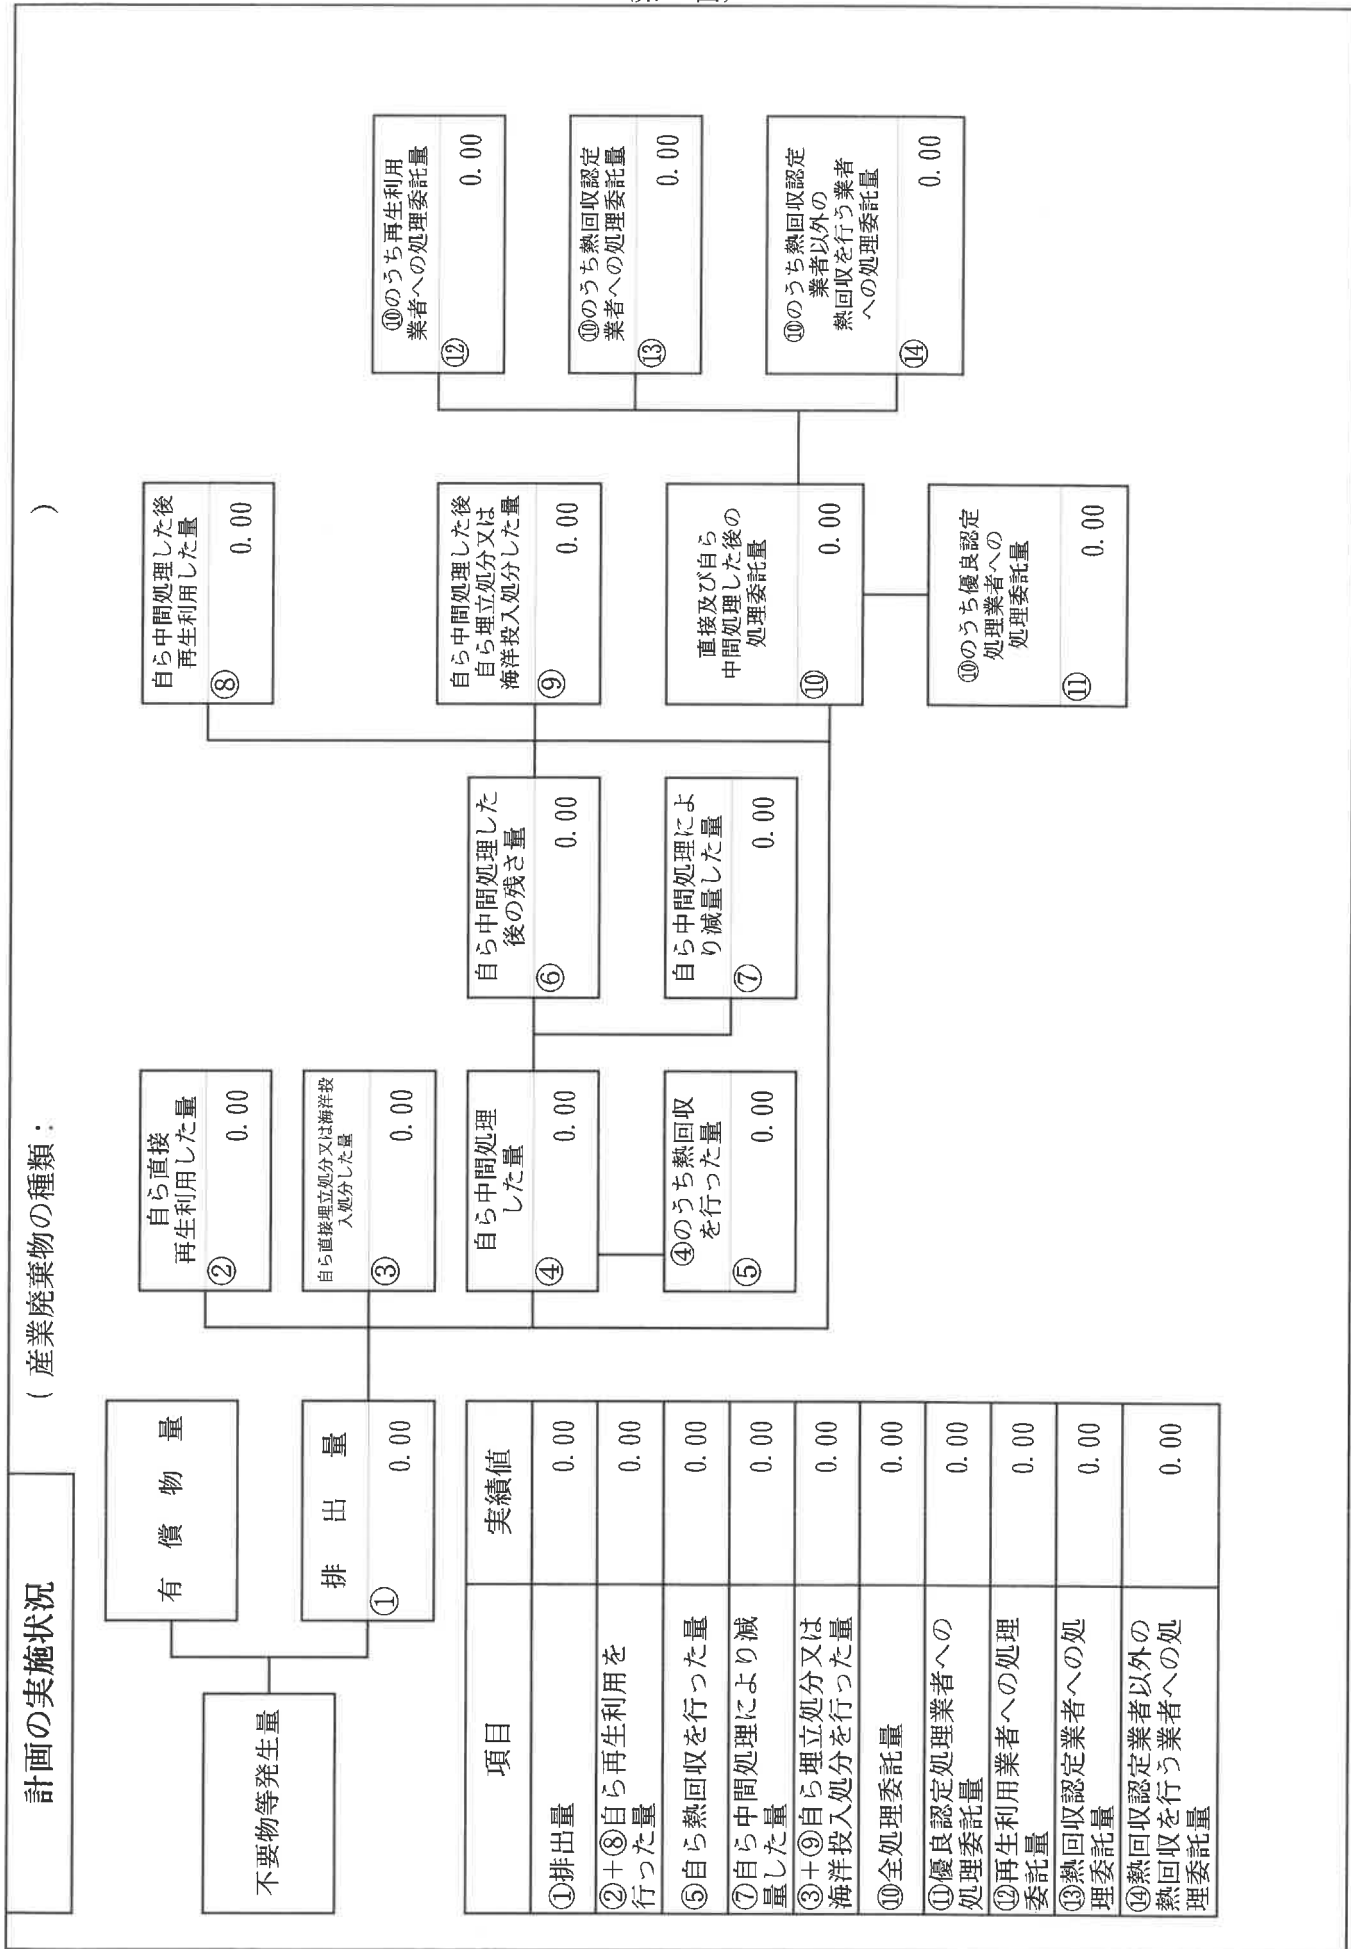 計画の実施状況
( 産業廃棄物の種類: )
不要物等発生量
有 償 物 量
排 出 量
① 0.00
自ら直接
再生利用した量
② 0.00
自ら直接埋立処分又は海洋投
入処分した量
③ 0.00
自ら中間処理
した量
④ 0.00
④のうち熱回収
を行った量
⑤ 0.00
自ら中間処理した
後の残さ量
⑥ 0.00
自ら中間処理によ
り減量した量
⑦ 0.00
自ら中間処理した後
再生利用した量
⑧ 0.00
自ら中間処理した後
自ら埋立処分又は
海洋投入処分した量
⑨ 0.00
直接及び自ら
中間処理した後の
処理委託量
⑩ 0.00
⑩のうち優良認定
処理業者への
処理委託量
⑪ 0.00
⑩のうち再生利用
業者への処理委託量
⑫ 0.00
⑩のうち熱回収認定
業者への処理委託量
⑬ 0.00
⑩のうち熱回収認定
業者以外の
熱回収を行う業者
への処理委託量
⑭ 0.00
項目 実績値
①排出量 0.00
②+⑧自ら再生利用を
行った量 0.00
⑤自ら熱回収を行った量 0.00
⑦自ら中間処理により減
量した量 0.00
③+⑨自ら埋立処分又は
海洋投入処分を行った量 0.00
⑩全処理委託量 0.00
⑪優良認定処理業者への
処理委託量 0.00
⑫再生利用業者への処理
委託量 0.00
⑬熱回収認定業者への処
理委託量 0.00
⑭熱回収認定業者以外の
熱回収を行う業者への処
理委託量 0.00